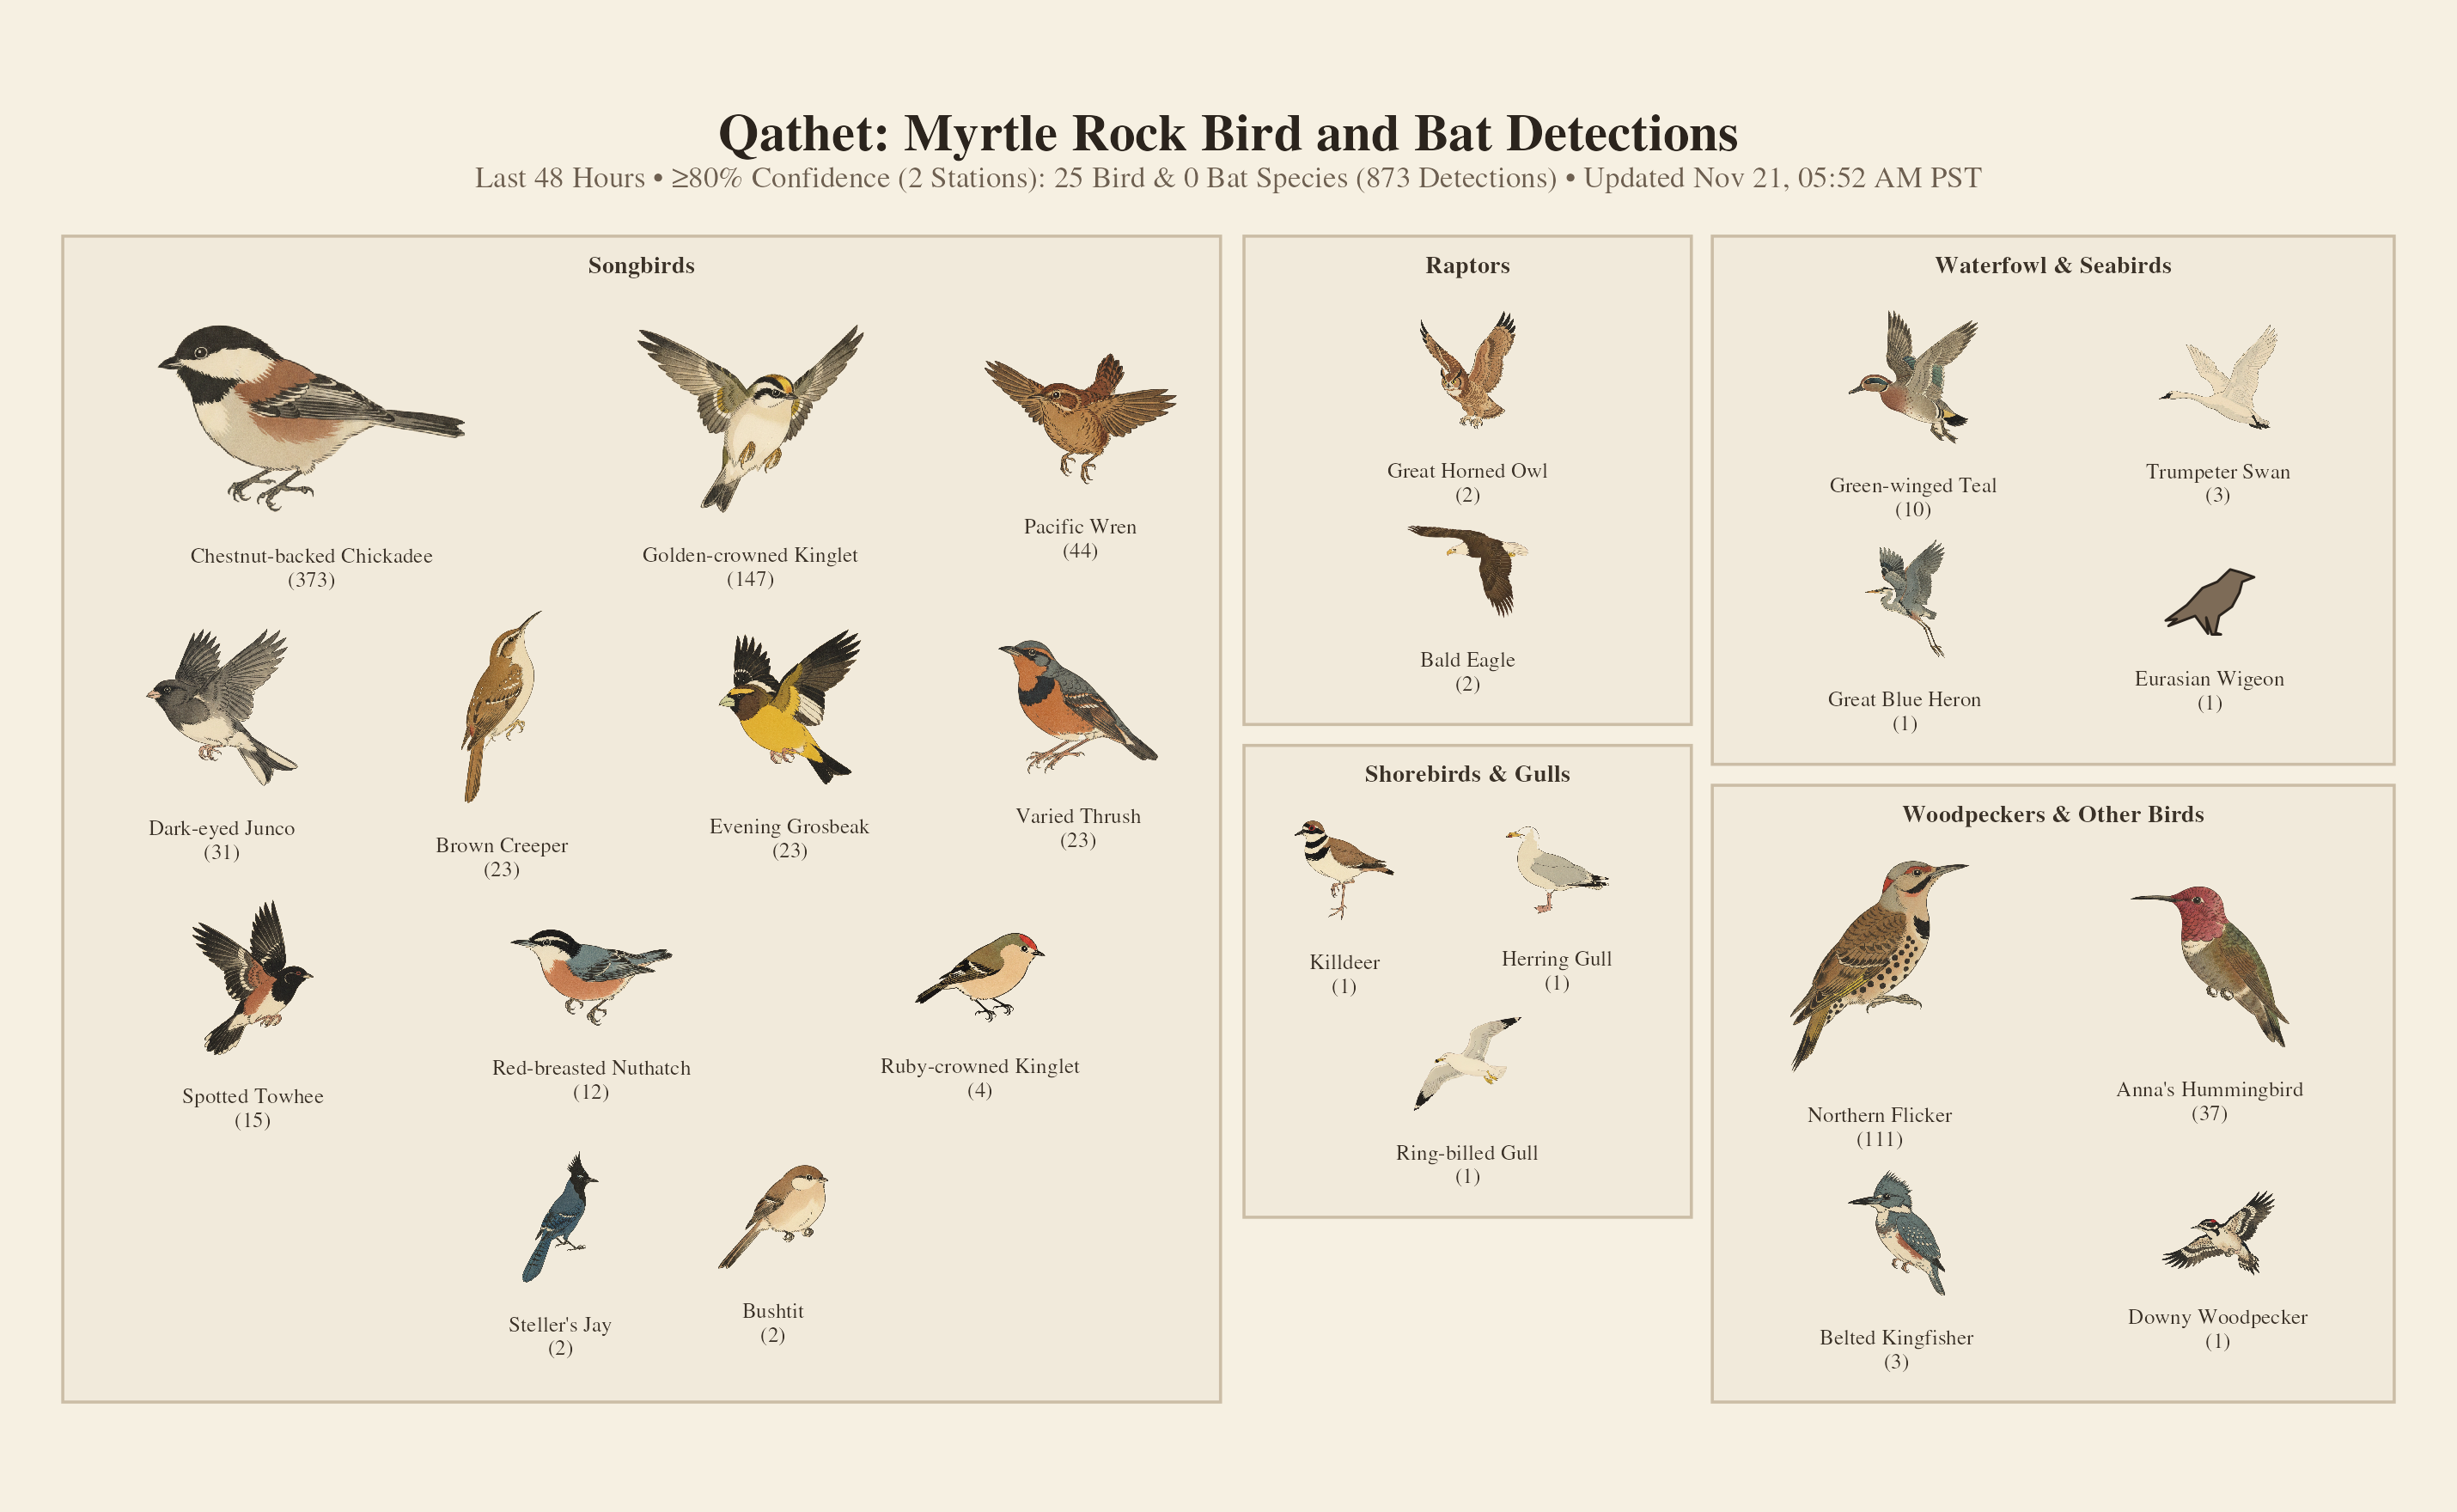 Qathet: Myrtle Rock Bird and Bat Detections
Last 48 Hours • ≥80% Confidence (2 Stations): 25 Bird & 0 Bat Species (873 Detections) • Updated Nov 21, 05:52 AM PST
Songbirds
Chestnut-backed Chickadee
(373)
Golden-crowned Kinglet
(147)
Pacific Wren
(44)
Dark-eyed Junco
(31)
Brown Creeper
(23)
Evening Grosbeak
(23)
Varied Thrush
(23)
Spotted Towhee
(15)
Red-breasted Nuthatch
(12)
Ruby-crowned Kinglet
(4)
Steller's Jay
(2)
Bushtit
(2)
Raptors
Great Horned Owl
(2)
Bald Eagle
(2)
Shorebirds & Gulls
Killdeer
(1)
Herring Gull
(1)
Ring-billed Gull
(1)
Waterfowl & Seabirds
Green-winged Teal
(10)
Trumpeter Swan
(3)
Great Blue Heron
(1)
Eurasian Wigeon
(1)
Woodpeckers & Other Birds
Northern Flicker
(111)
Anna's Hummingbird
(37)
Belted Kingfisher
(3)
Downy Woodpecker
(1)